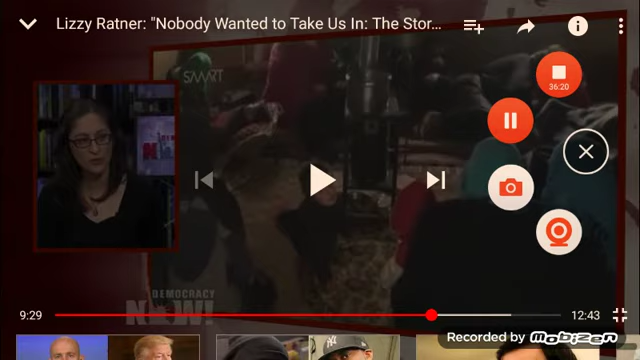 Lizzy Ratner: "Nobody Wanted to Take Us In: The Stor...
SMART
36:20
DEMOCRACY
NOW!
9:29
12:43
Recorded by MOBIZEN
NY